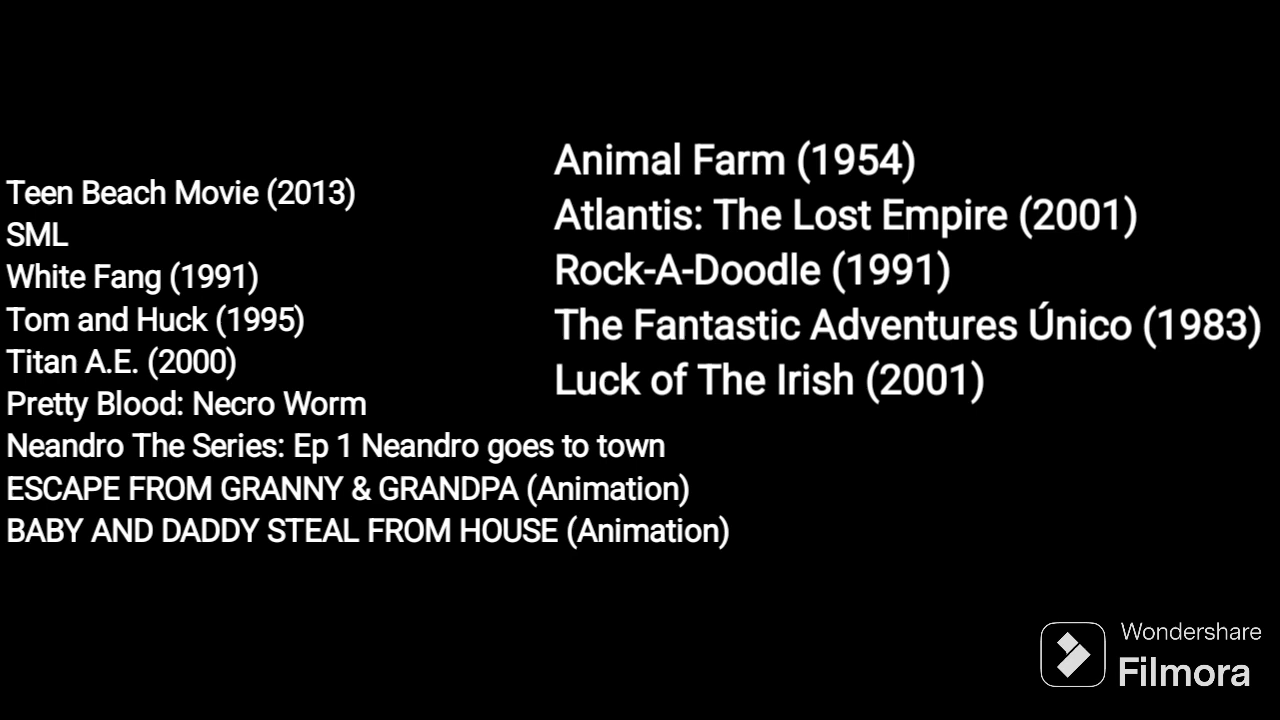 Teen Beach Movie (2013)
SML
White Fang (1991)
Tom and Huck (1995)
Titan A.E. (2000)
Pretty Blood: Necro Worm
Neandro The Series: Ep 1 Neandro goes to town
ESCAPE FROM GRANNY & GRANDPA (Animation)
BABY AND DADDY STEAL FROM HOUSE (Animation)
Animal Farm (1954)
Atlantis: The Lost Empire (2001)
Rock-A-Doodle (1991)
The Fantastic Adventures Único (1983)
Luck of The Irish (2001)
Wondershare
Filmora